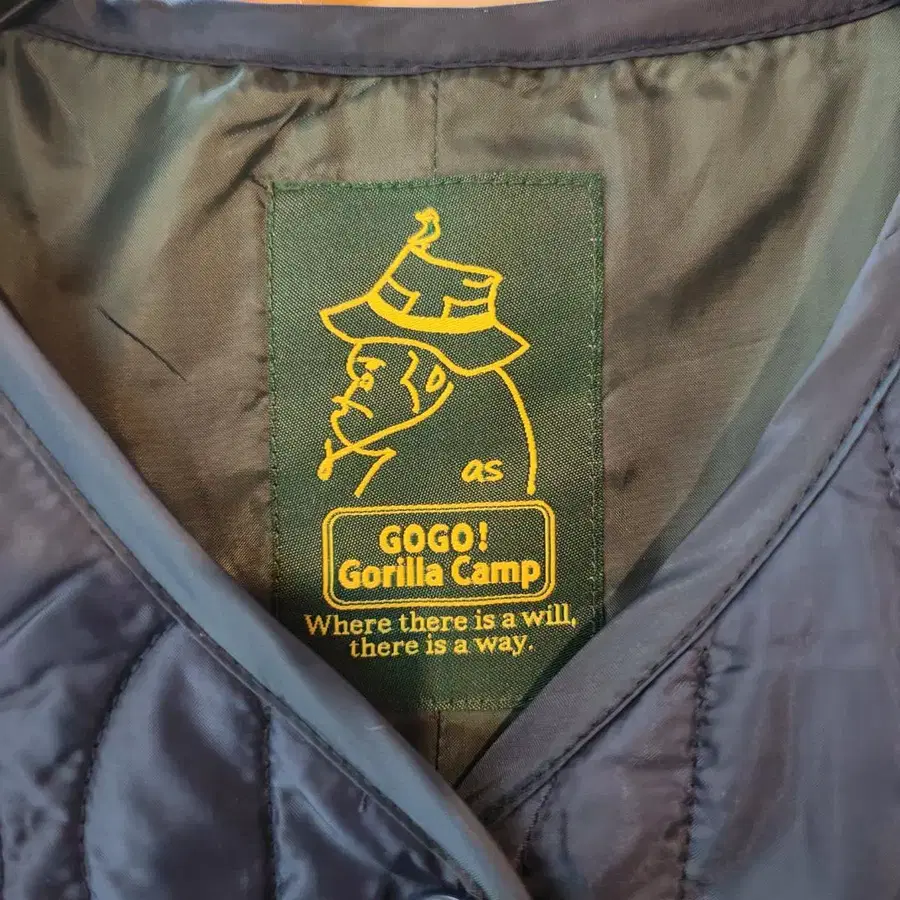 as
GOGO!
Gorilla Camp
Where there is a will,
there is a way.